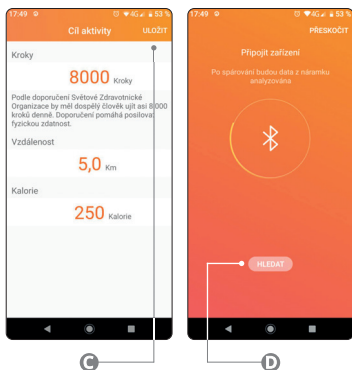 17:49
4G 53 %
Cíl aktivity
ULOŽIT
Kroky
8000 Kroky
Podle doporučení Světové Zdravotnické
Organizace by měl dospělý člověk ujít asi 8 000
kroků denně. Doporučení pomáhá posilovat
fyzickou zdatnost.
Vzdálenost
5,0 Km
Kalorie
250 Kalorie
C
17:49
4G 53 %
PŘESKOČIT
Připojit zařízení
Po spárování budou data z náramku
analyzována
HLEDAT
D